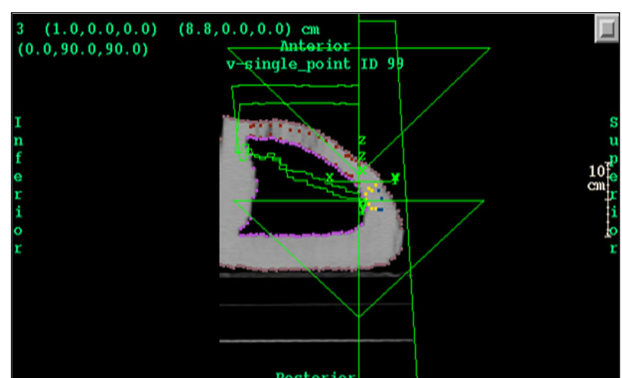 3 (1.0,0.0,0.0) (8.8,0.0,0.0) cm
(0.0,90.0,90.0)
Anterior
v-single_point ID 99
Inferior
Superior
z
z
x
y
10
cm
Posterior